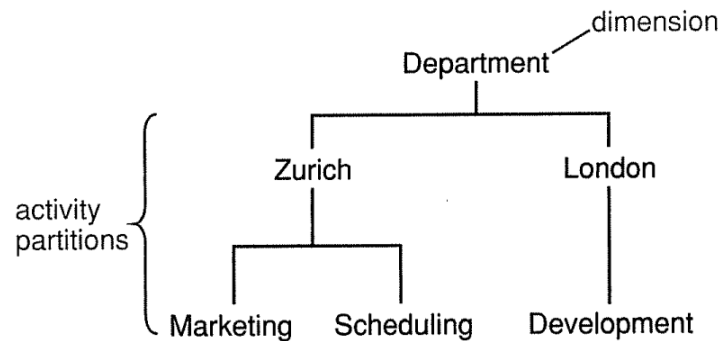 dimension
Department
Zurich
London
activity
partitions
Marketing
Scheduling
Development